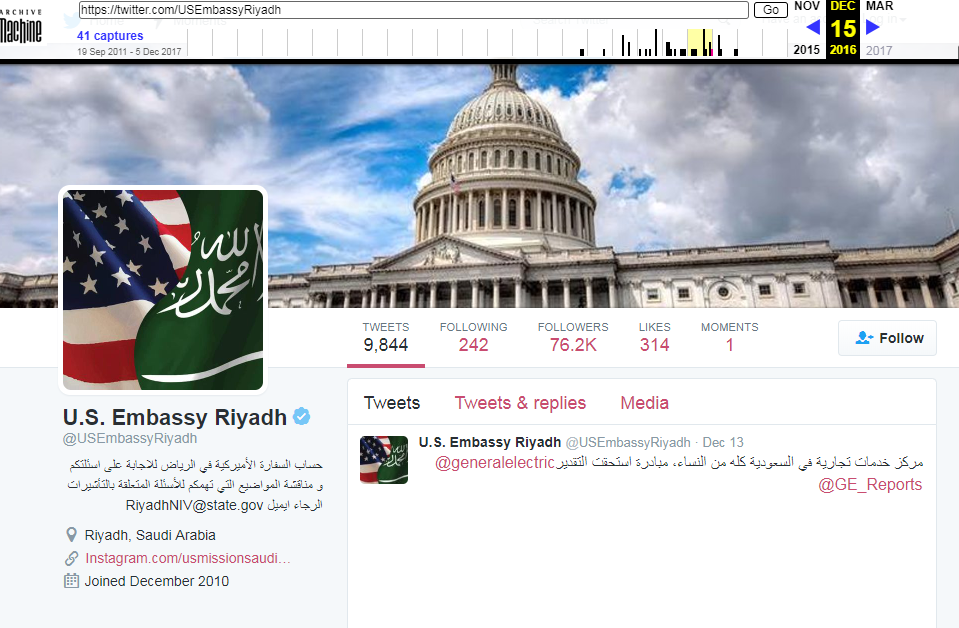 ARCHIVE
Machine
https://twitter.com/USEmbassyRiyadh
Go
NOV DEC MAR
41 captures
15
19 Sep 2011 - 5 Dec 2017
2015 2016 2017
TWEETS FOLLOWING FOLLOWERS LIKES MOMENTS
9,844 242 76.2K 314 1
Follow
U.S. Embassy Riyadh
@USEmbassyRiyadh
حساب السفارة الأميركية في الرياض للاجابة على اسئلتكم
و مناقشة المواضيع التي تهمكم للأسئلة المتعلقة بالتأشيرات
الرجاء ايميل RiyadhNIV@state.gov
Riyadh, Saudi Arabia
Instagram.com/usmissionsaudi…
Joined December 2010
Tweets Tweets & replies Media
U.S. Embassy Riyadh @USEmbassyRiyadh · Dec 13
مركز خدمات تجارية في السعودية كله من النساء، مبادرة استحقت التقدير@generalelectric
@GE_Reports